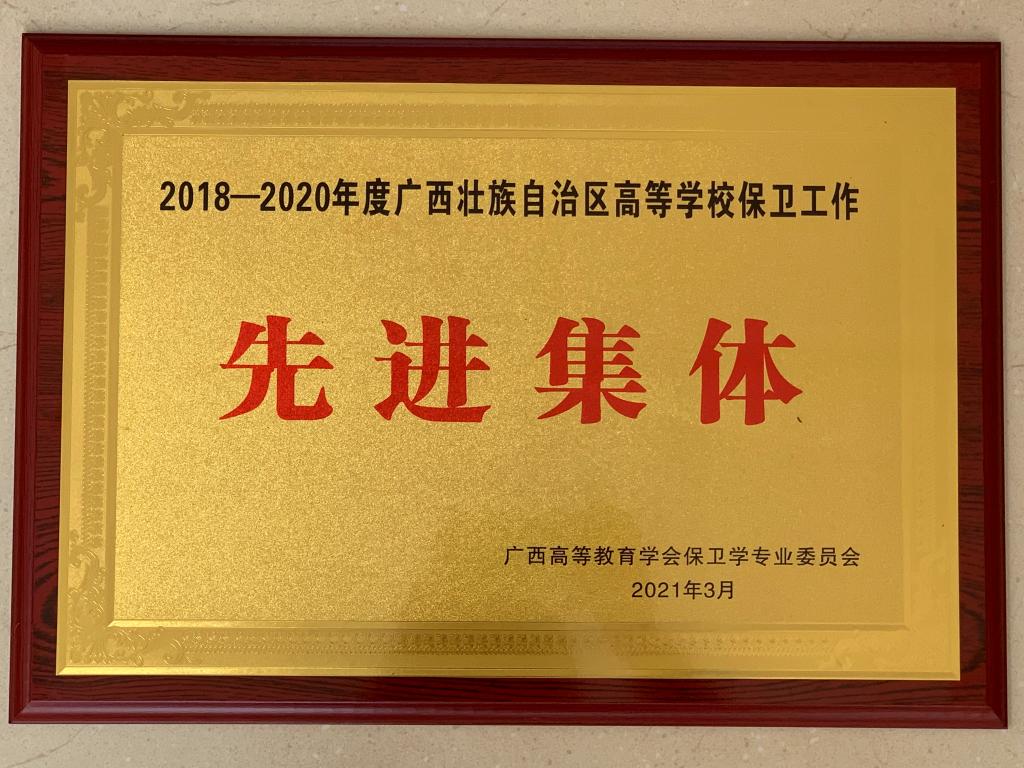 2018—2020年度广西壮族自治区高等学校保卫工作
先进集体
广西高等教育学会保卫学专业委员会
2021年3月